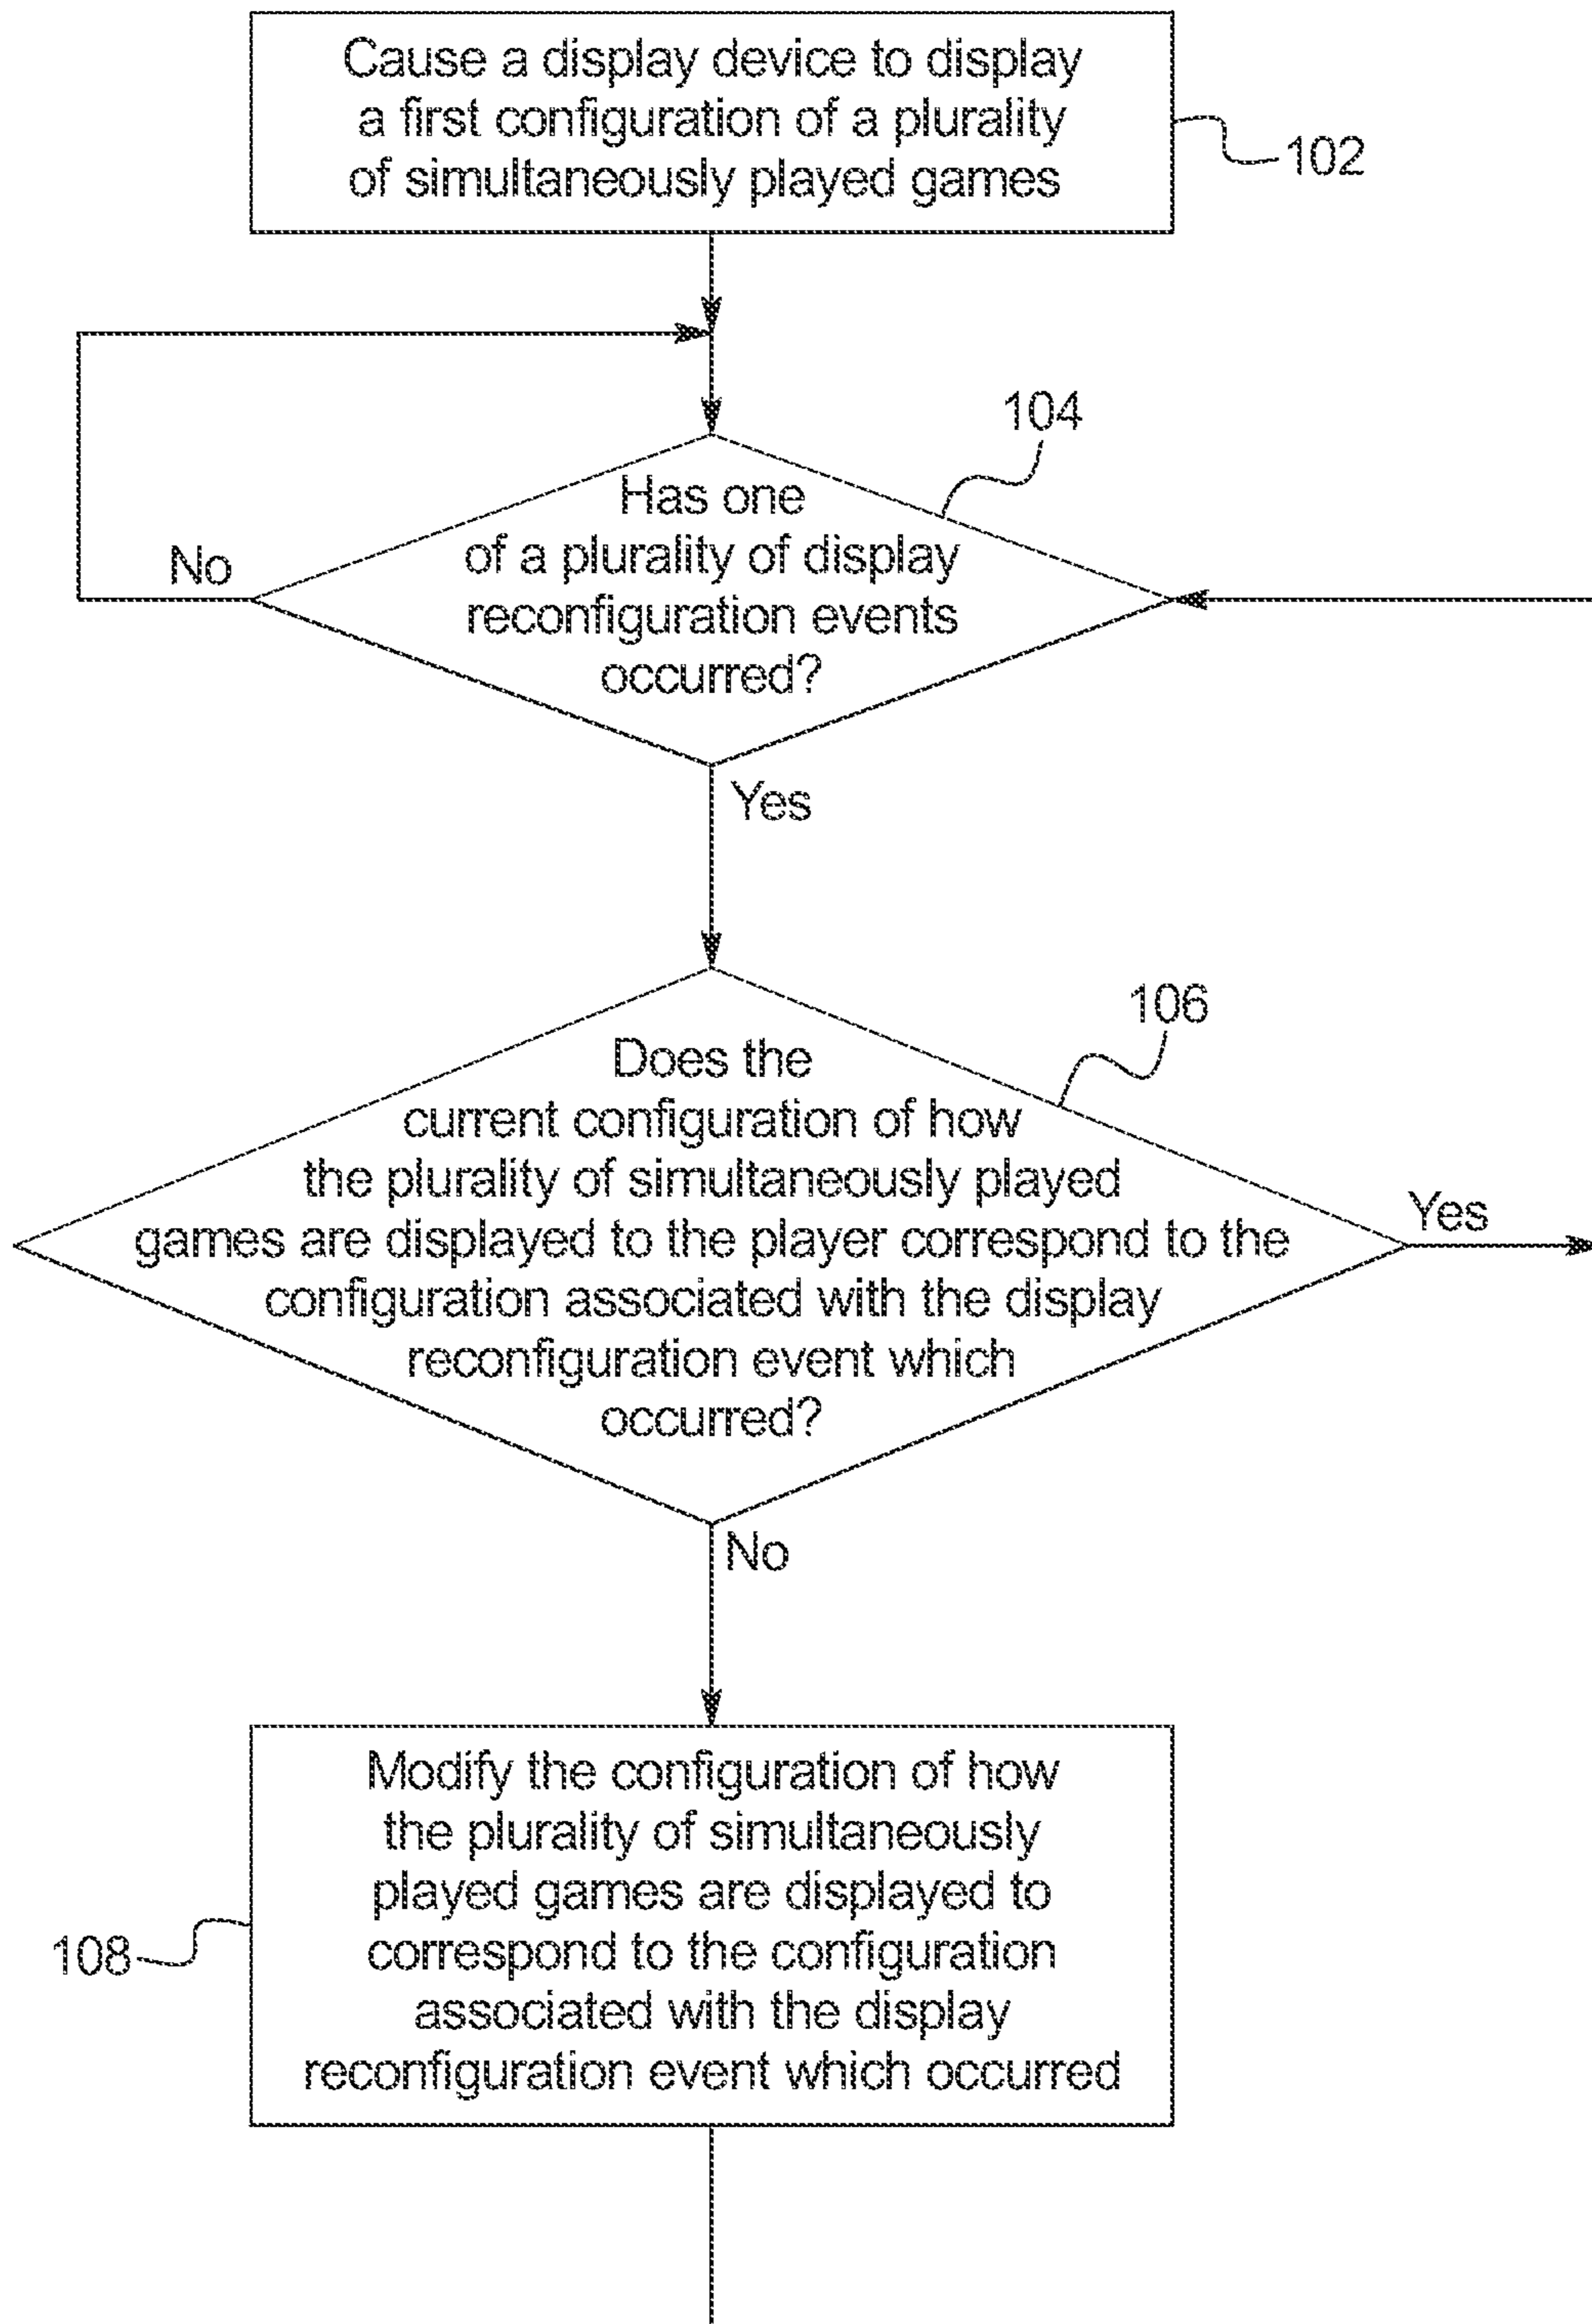 Cause a display device to display
a first configuration of a plurality
of simultaneously played games
102
104
Has one
of a plurality of display
reconfiguration events
occurred?
No
Yes
106
Does the
current configuration of how
the plurality of simultaneously played
games are displayed to the player correspond to the
configuration associated with the display
reconfiguration event which
occurred?
Yes
No
Modify the configuration of how
the plurality of simultaneously
played games are displayed to
correspond to the configuration
associated with the display
reconfiguration event which occurred
108